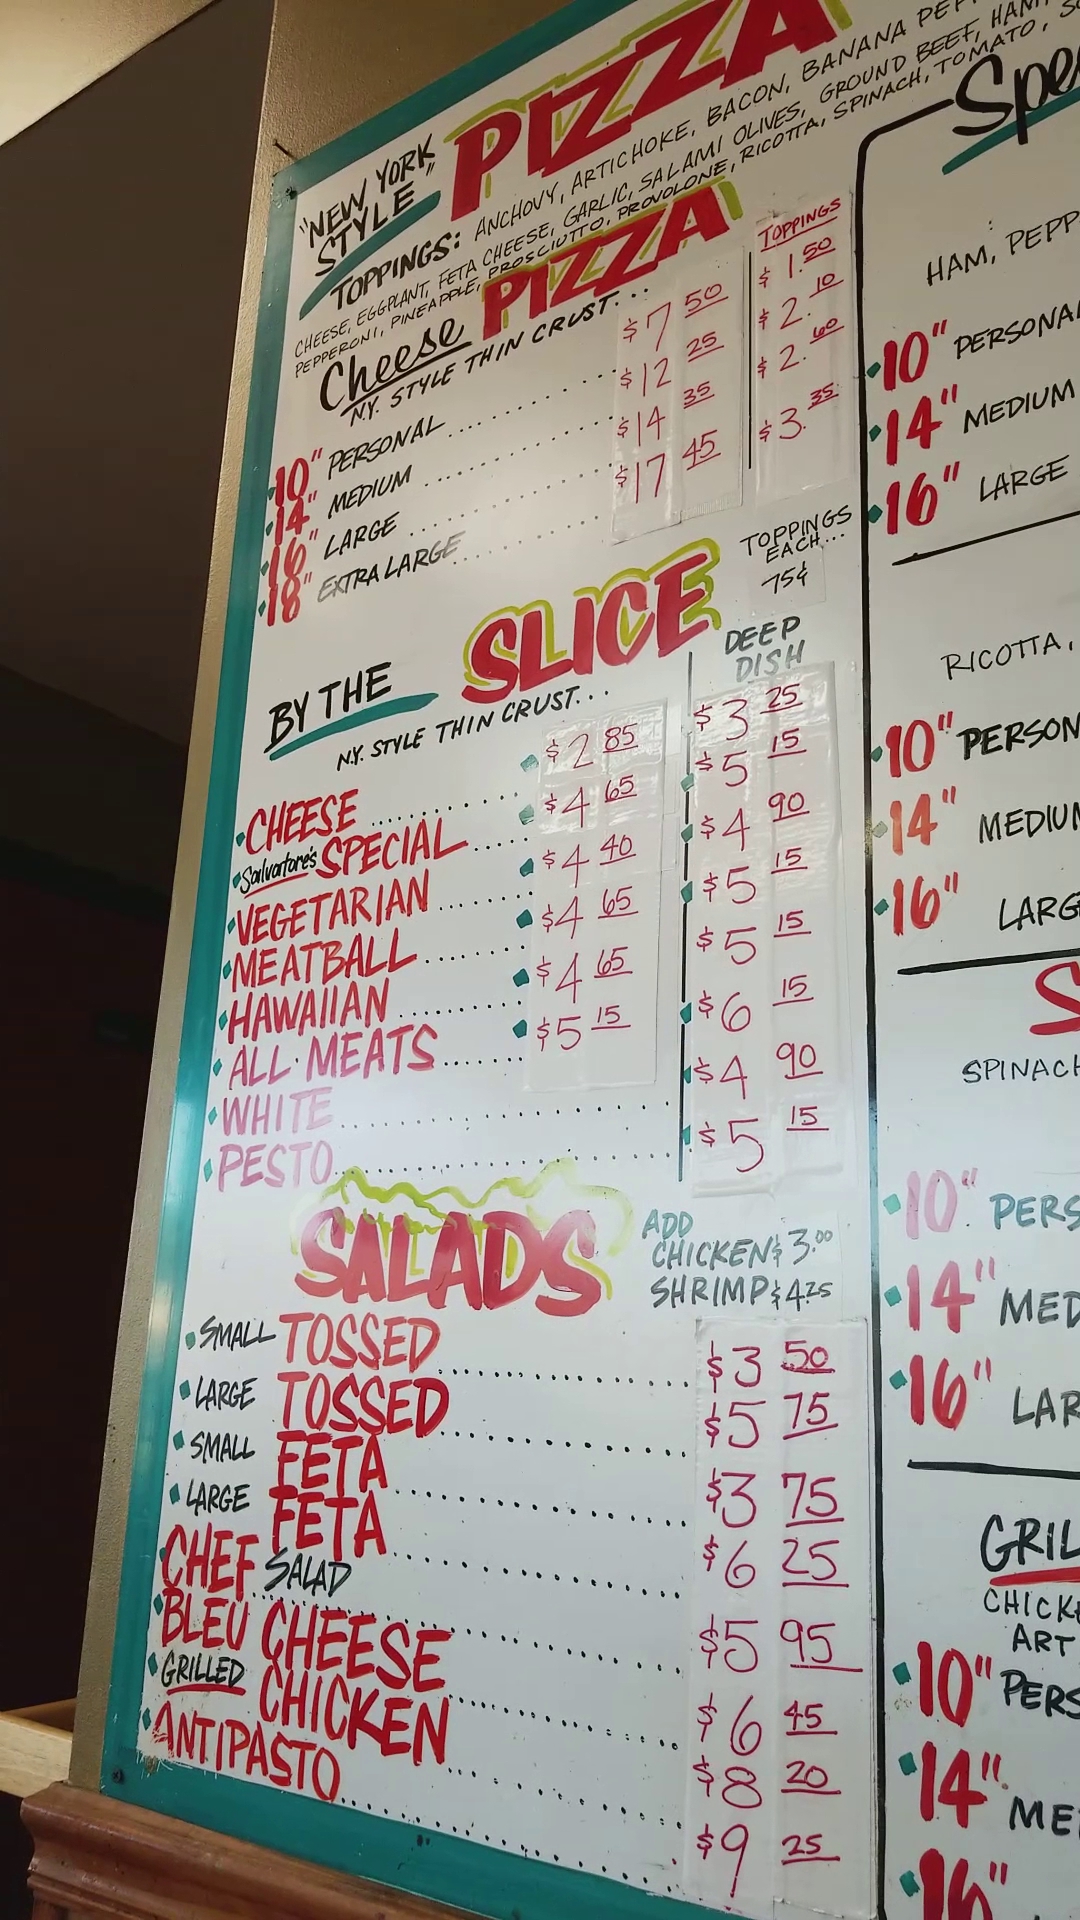 "NEW YORK STYLE" PIZZA
TOPPINGS: ANCHOVY, ARTICHOKE, BACON, BANANA
CHEESE, EGGPLANT, FETA CHEESE, GARLIC, SALAMI OLIVES, GROUND BEEF,
PEPPERONI, PINEAPPLE, PROSCIUTTO, PROVOLONE, RICOTTA, SPINACH, TOMATO,
Cheese PIZZA
N.Y. STYLE THIN CRUST...
TOPPINGS
10" PERSONAL .... $7 50 $1.50
14" MEDIUM .... $12 25 $2.10
16" LARGE .... $14 35 $2.60
18" EXTRA LARGE .... $17 45 $3.35
BY THE SLICE
TOPPINGS EACH... 75¢
N.Y. STYLE THIN CRUST...
DEEP DISH
CHEESE .... $2 85 $3 25
Salvatore's SPECIAL .... $4 65 $5 15
VEGETARIAN .... $4 40 $4 90
MEATBALL .... $4 65 $5 15
HAWAIIAN .... $4 65 $5 15
ALL·MEATS .... $5 15 $6 15
WHITE .... $4 90
PESTO .... $5 15
SALADS
ADD
CHICKEN $3.00
SHRIMP $4.25
SMALL TOSSED .... $3 50
LARGE TOSSED .... $5 75
SMALL FETA .... $3 75
LARGE FETA .... $6 25
CHEF SALAD .... $5 95
BLEU CHEESE .... $6 45
GRILLED CHICKEN .... $8 20
ANTIPASTO .... $9 25
HAM, PEPP
10" PERSONAL
14" MEDIUM
16" LARGE
RICOTTA,
10" PERSON
14" MEDIUM
16" LARG
S
SPINACH
10" PERS
14" MED
16" LAR
GRIL
CHICK
ART
10" PERS
14" ME
16"